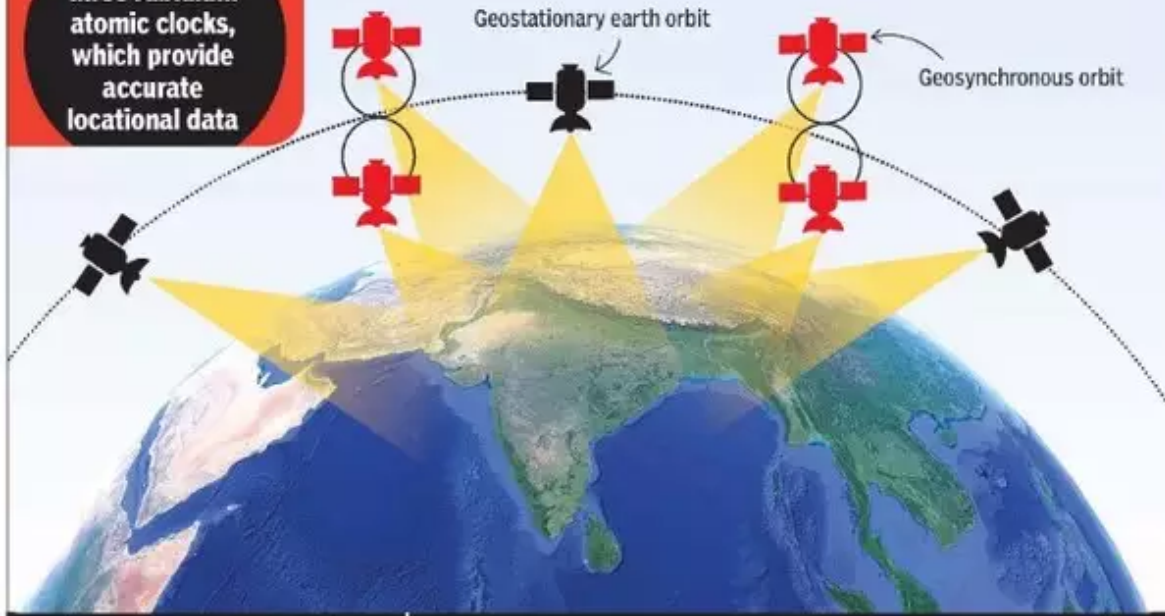 atomic clocks,
which provide
accurate
locational data
Geostationary earth orbit
Geosynchronous orbit